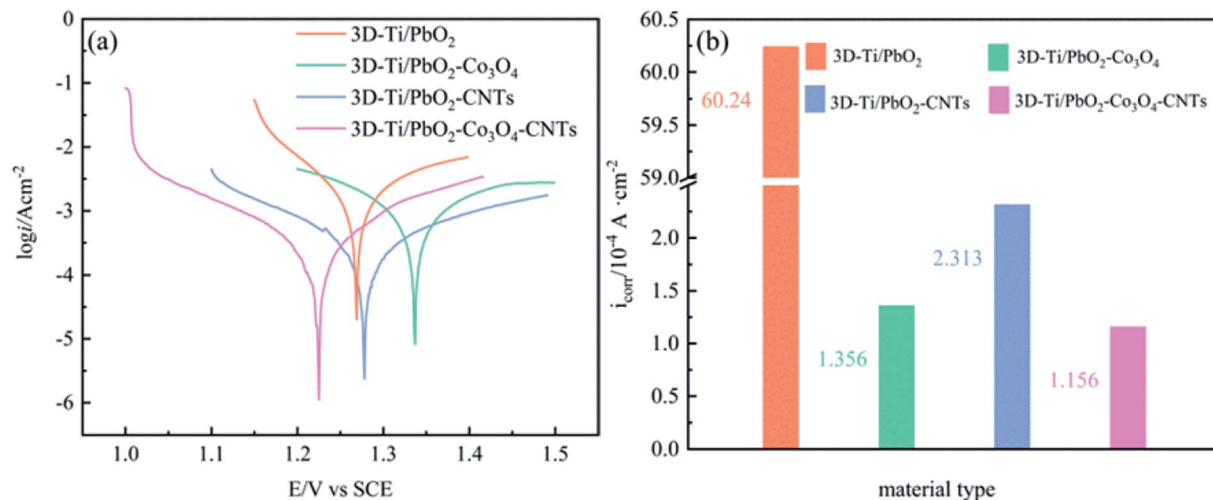 (a)
3D-Ti/PbO₂
3D-Ti/PbO₂-Co₃O₄
3D-Ti/PbO₂-CNTs
3D-Ti/PbO₂-Co₃O₄-CNTs
0
-1
-2
-3
-4
-5
-6
logi/Acm⁻²
1.0 1.1 1.2 1.3 1.4 1.5
E/V vs SCE
(b)
3D-Ti/PbO₂ 3D-Ti/PbO₂-Co₃O₄
3D-Ti/PbO₂-CNTs 3D-Ti/PbO₂-Co₃O₄-CNTs
60.5
60.0
59.5
59.0
2.0
1.5
1.0
0.5
0.0
i_corr/10⁻⁴ A ·cm⁻²
60.24
1.356
2.313
1.156
material type